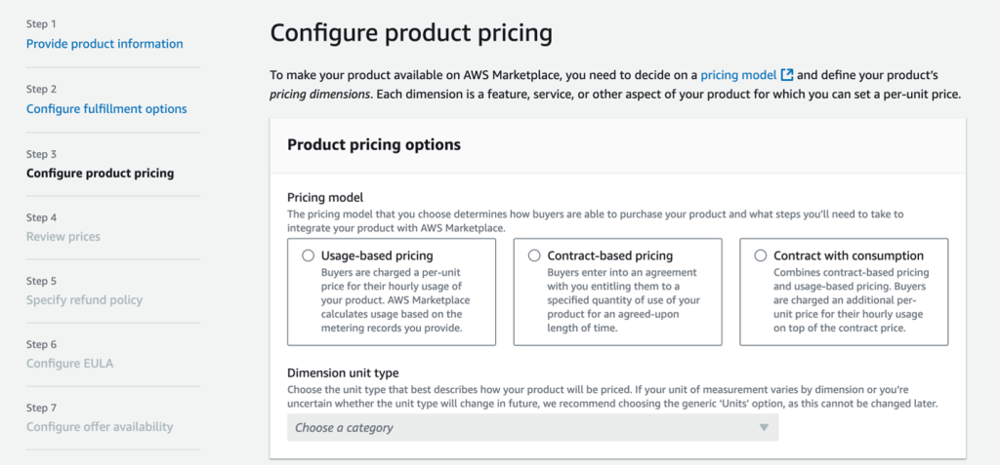 Step 1
Provide product information
Step 2
Configure fulfillment options
Step 3
Configure product pricing
Step 4
Review prices
Step 5
Specify refund policy
Step 6
Configure EULA
Step 7
Configure offer availability
Configure product pricing
To make your product available on AWS Marketplace, you need to decide on a pricing model and define your product’s
pricing dimensions. Each dimension is a feature, service, or other aspect of your product for which you can set a per-unit price.
Product pricing options
Pricing model
The pricing model that you choose determines how buyers are able to purchase your product and what steps you’ll need to take to
integrate your product with AWS Marketplace.
Usage-based pricing
Buyers are charged a per-unit
price for their hourly usage of
your product. AWS Marketplace
calculates usage based on the
metering records you provide.
Contract-based pricing
Buyers enter into an agreement
with you entitling them to a
specified quantity of use of your
product for an agreed-upon
length of time.
Contract with consumption
Combines contract-based pricing
and usage-based pricing. Buyers
are charged an additional per-
unit price for their hourly usage
on top of the contract price.
Dimension unit type
Choose the unit type that best describes how your product will be priced. If your unit of measurement varies by dimension or you’re
uncertain whether the unit type will change in future, we recommend choosing the generic ‘Units’ option, as this cannot be changed later.
Choose a category